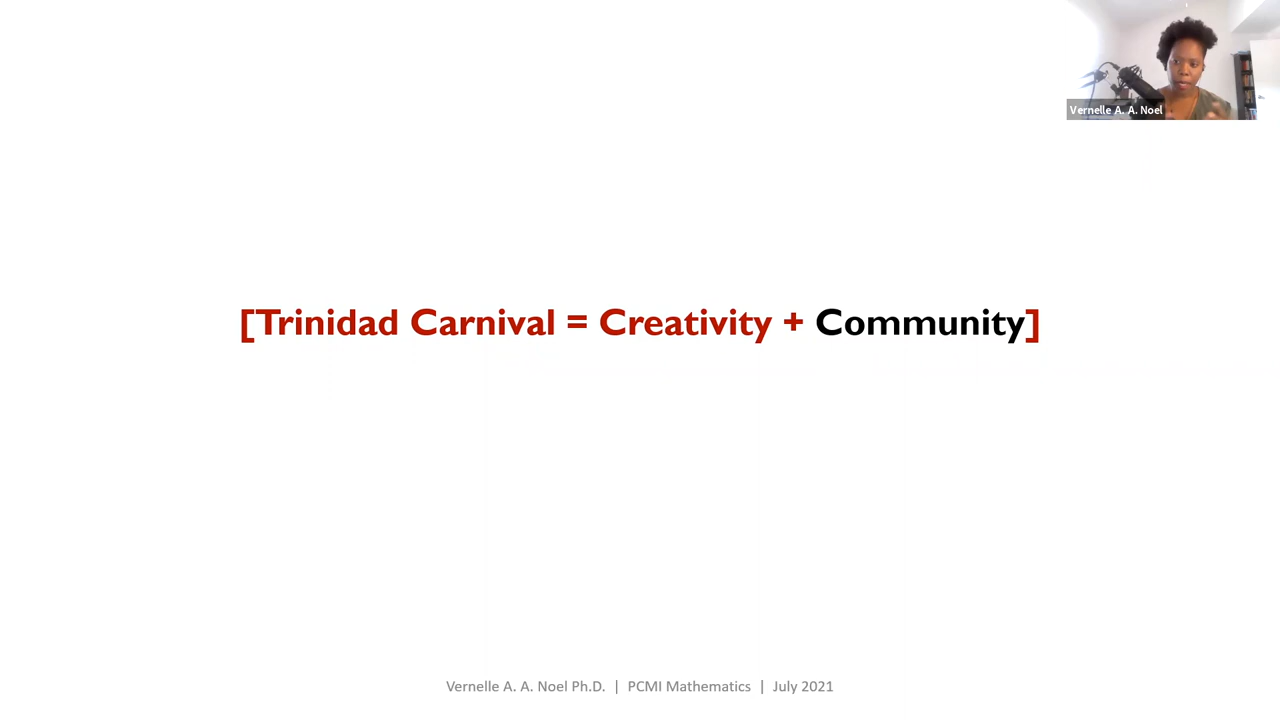 Vernelle A. A. Noel
[Trinidad Carnival = Creativity + Community]
Vernelle A. A. Noel Ph.D. | PCMI Mathematics | July 2021